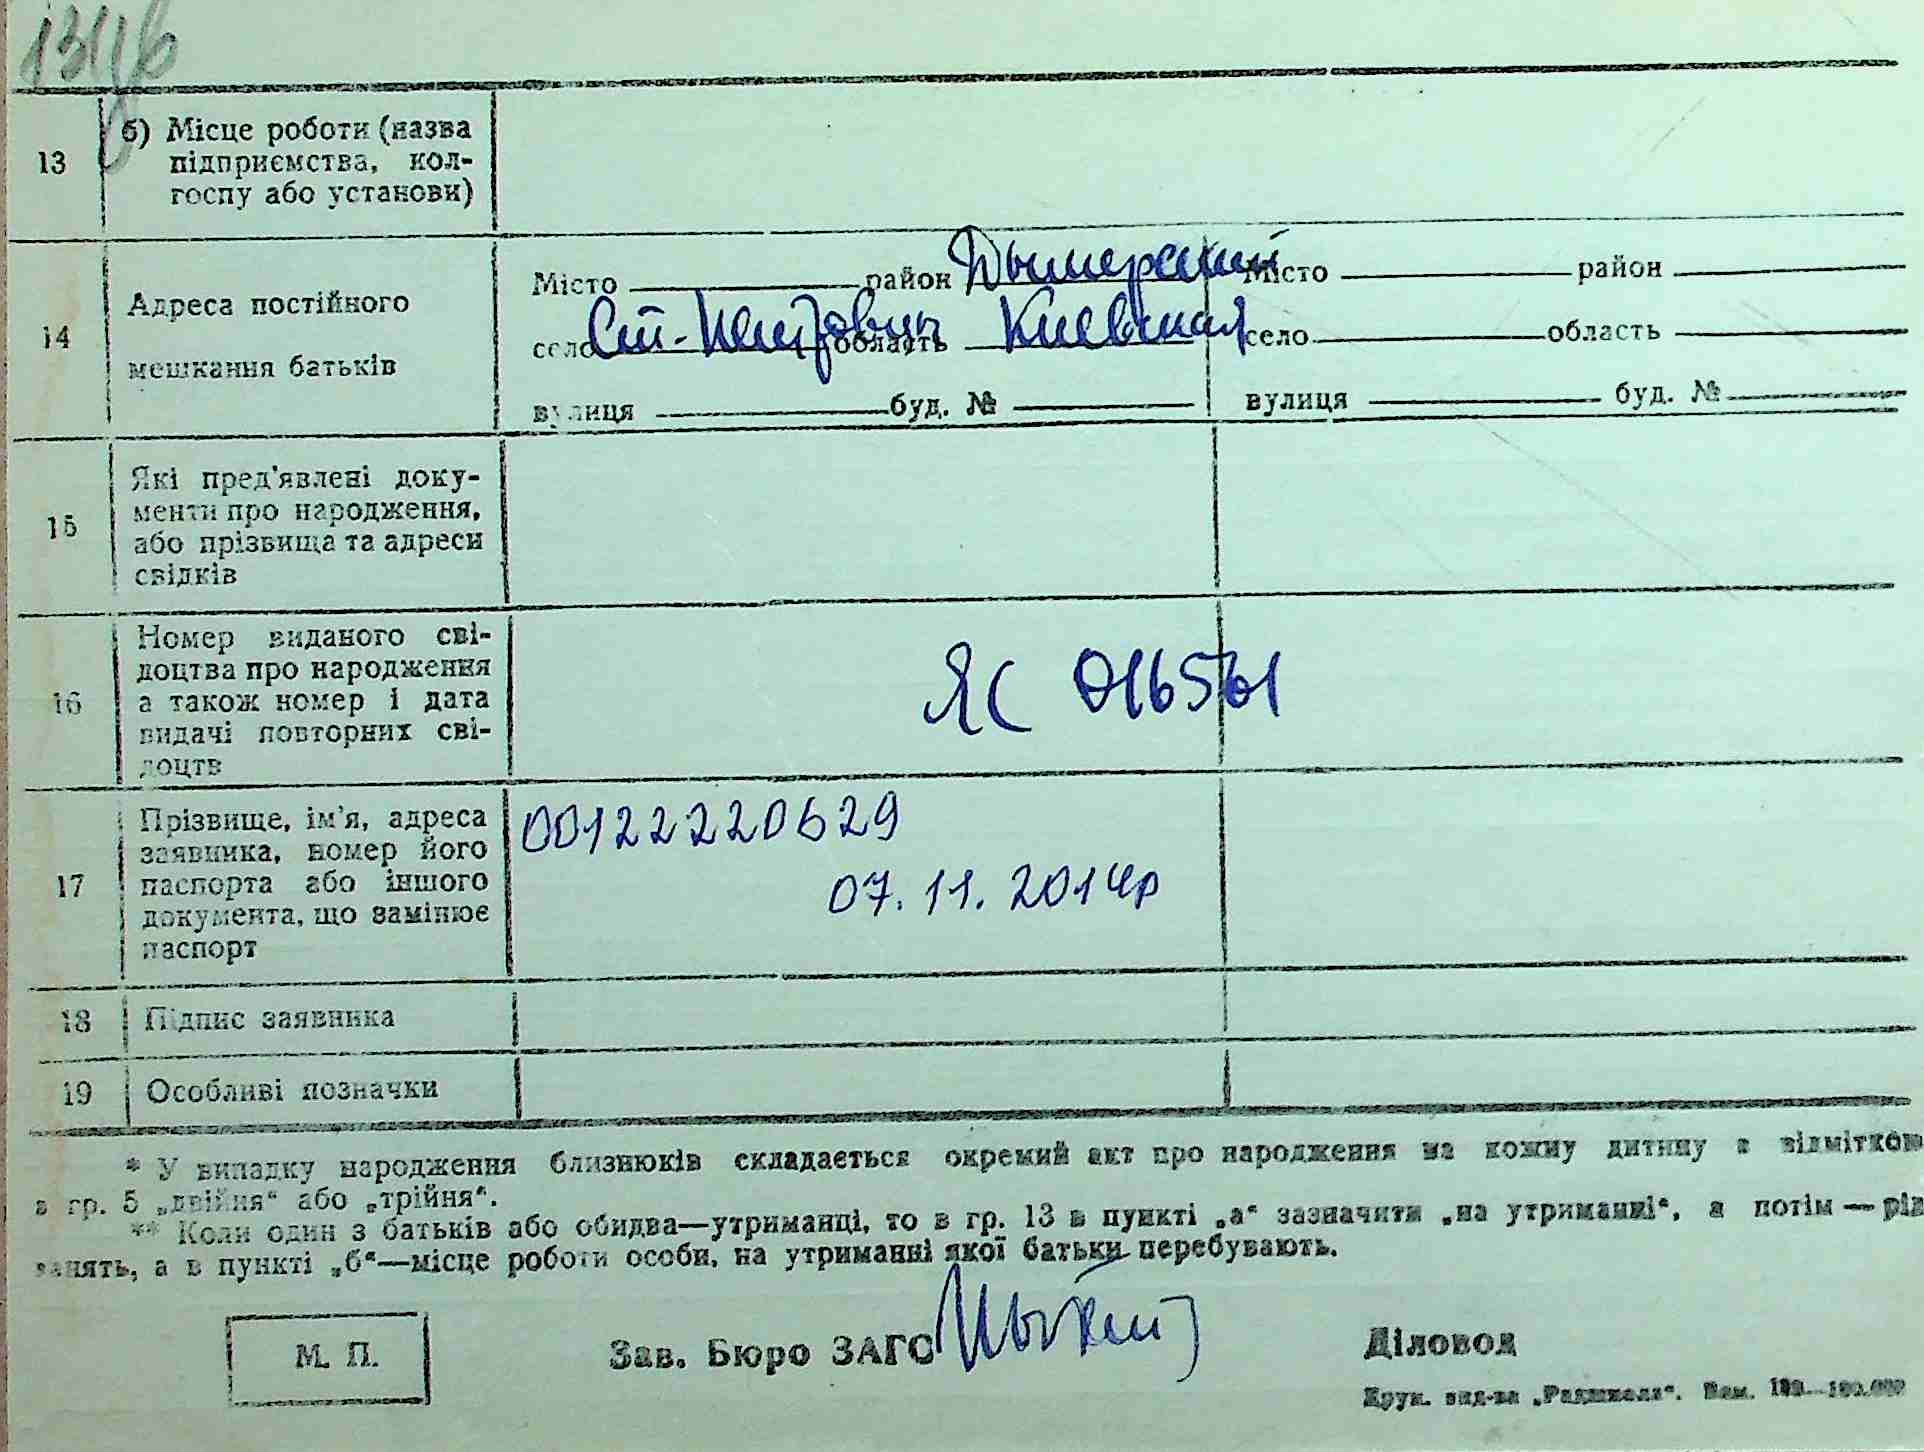 131об
13
б) Місце роботи (назва
підприємства, кол-
госпу або установи)
14
Адреса постійного
мешкання батьків
Місто район Дымерский
село Ст-Петровцы область Киевская
вулиця буд. №
Місто район
село область
вулиця буд. №
15
Які пред'явлені доку-
менти про народження,
або прізвища та адреси
свідків
16
Номер виданого сві-
доцтва про народження
а також номер і дата
видачі повторних сві-
доцтв
ЯС 016561
17
Прізвище, ім'я, адреса
заявника, номер його
паспорта або іншого
документа, що замінює
паспорт
00122220629
07.11.2014р
18
Підпис заявника
19
Особливі позначки
* У випадку народження близнюків складається окремий акт про народження на кожну дитину з відміткою
в гр. 5 „двійня“ або „трійня“.
** Коли один з батьків або обидва—утриманці, то в гр. 13 в пункті „а“ зазначити „на утриманні“, а потім — рід
занять, а в пункті „б“—місце роботи особи, на утриманні якої батьки перебувають.
М. П.
Зав. Бюро ЗАГС
Діловод
Друк. вид-ва „Радшкола“. Зам.